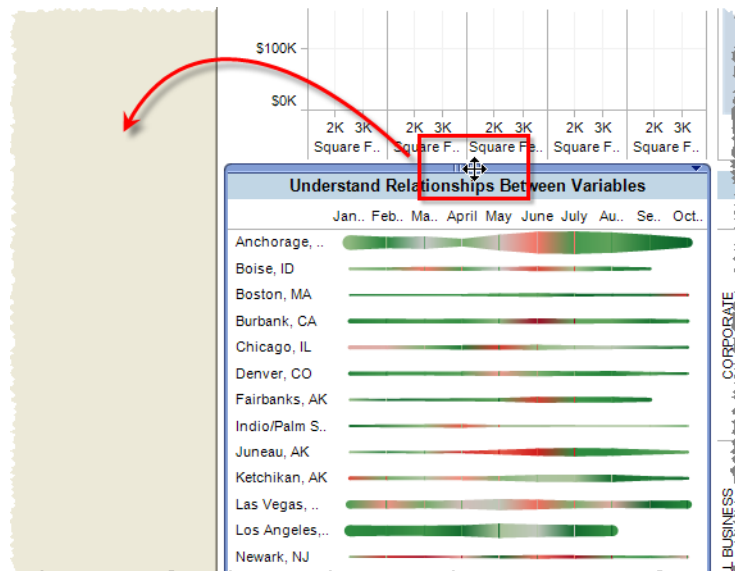 $100K
$0K
2K 3K 2K 3K 2K 3K 2K 3K 2K 3K
Square F.. Square F.. Square Fe.. Square F.. Square F..
Understand Relationships Between Variables
Jan.. Feb.. Ma.. April May June July Au.. Se.. Oct..
Anchorage, ..
Boise, ID
Boston, MA
Burbank, CA
Chicago, IL
Denver, CO
Fairbanks, AK
Indio/Palm S..
Juneau, AK
Ketchikan, AK
Las Vegas, ..
Los Angeles,..
Newark, NJ
CORPORATE
BUSINESS